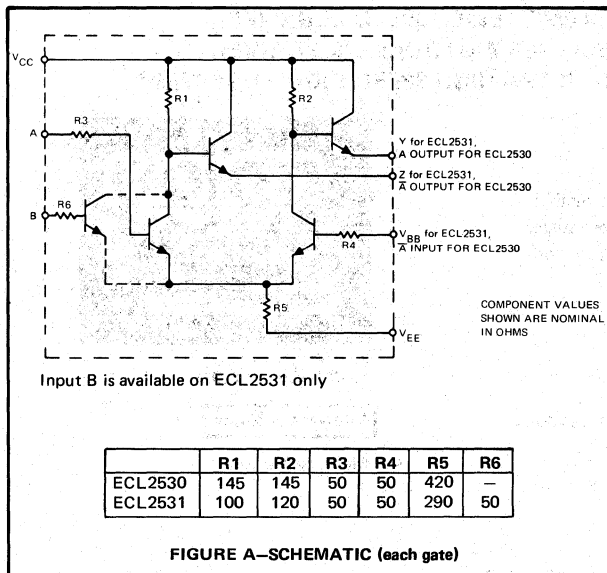 VCC
R1
R2
R3
A
Y for ECL2531,
A OUTPUT FOR ECL2530
Z for ECL2531,
A̅ OUTPUT FOR ECL2530
R6
B
VBB for ECL2531,
A̅ INPUT FOR ECL2530
R4
R5
COMPONENT VALUES
SHOWN ARE NOMINAL
IN OHMS
VEE
Input B is available on ECL2531 only
R1 R2 R3 R4 R5 R6
ECL2530 145 145 50 50 420 —
ECL2531 100 120 50 50 290 50
FIGURE A—SCHEMATIC (each gate)